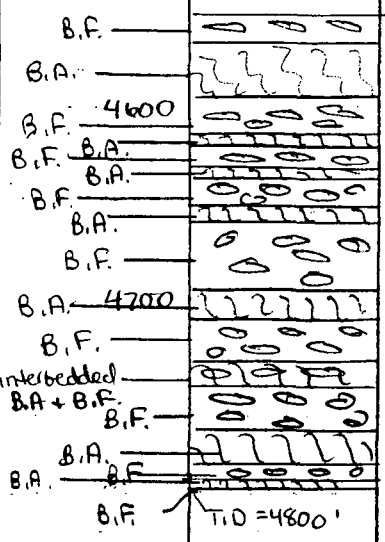 B.F.
B.A.
4600
B.F.
B.A.
B.F.
B.A.
B.F.
B.A.
B.F.
B.A. 4700
B.F.
interbedded
B.A + B.F.
B.F.
B.A.
B.F
B.A.
B.F. T.D = 4800'